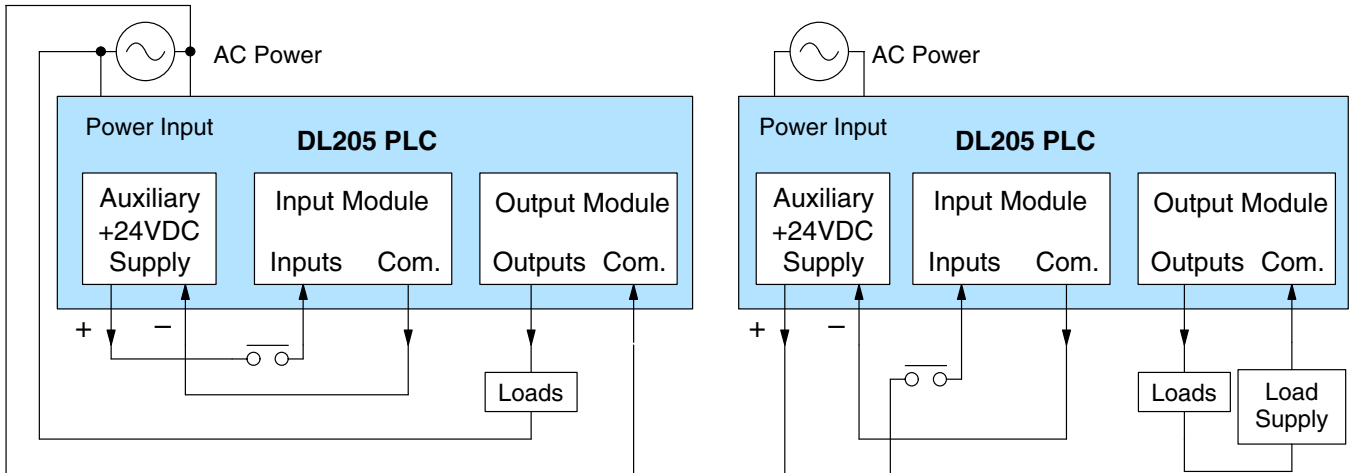 AC Power
Power Input
DL205 PLC
Auxiliary
+24VDC
Supply
Input Module
Inputs Com.
Output Module
Outputs Com.
+ −
Loads
AC Power
Power Input
DL205 PLC
Auxiliary
+24VDC
Supply
Input Module
Inputs Com.
Output Module
Outputs Com.
+ −
Loads
Load
Supply